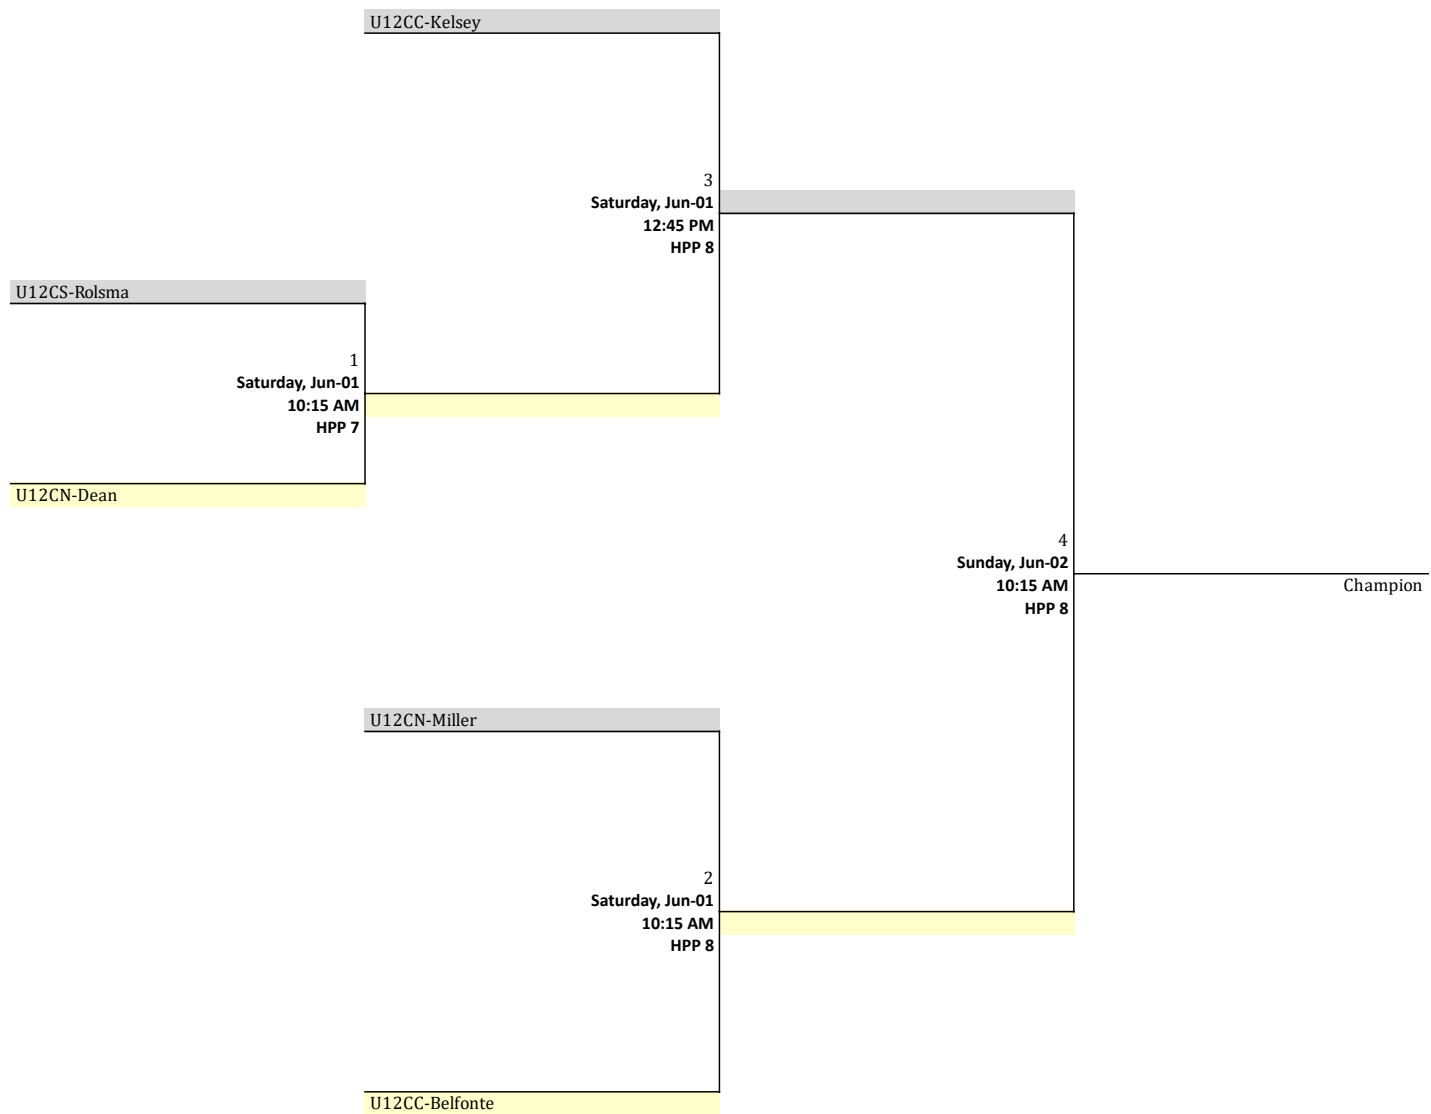 U12CC-Kelsey
3
Saturday, Jun-01
12:45 PM
HPP 8
U12CS-Rolsma
1
Saturday, Jun-01
10:15 AM
HPP 7
U12CN-Dean
4
Sunday, Jun-02
10:15 AM
HPP 8
Champion
U12CN-Miller
2
Saturday, Jun-01
10:15 AM
HPP 8
U12CC-Belfonte